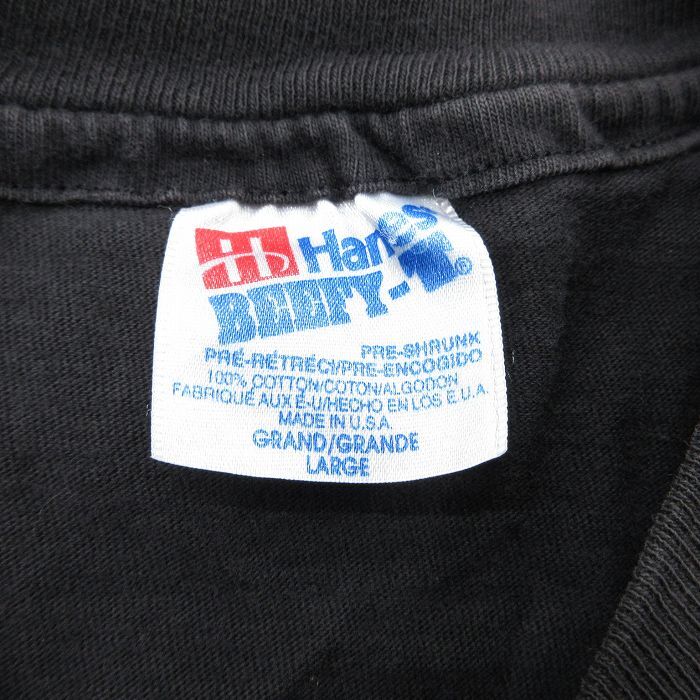 Hanes
BEEFY-T®
PRE-SHRUNK
PRÉ-RÉTRÉCI/PRE-ENCOGIDO
100% COTTON/COTON/ALGODON
FABRIQUÉ AUX É-U/HECHO EN LOS E.U.A.
MADE IN U.S.A.
GRAND/GRANDE
LARGE